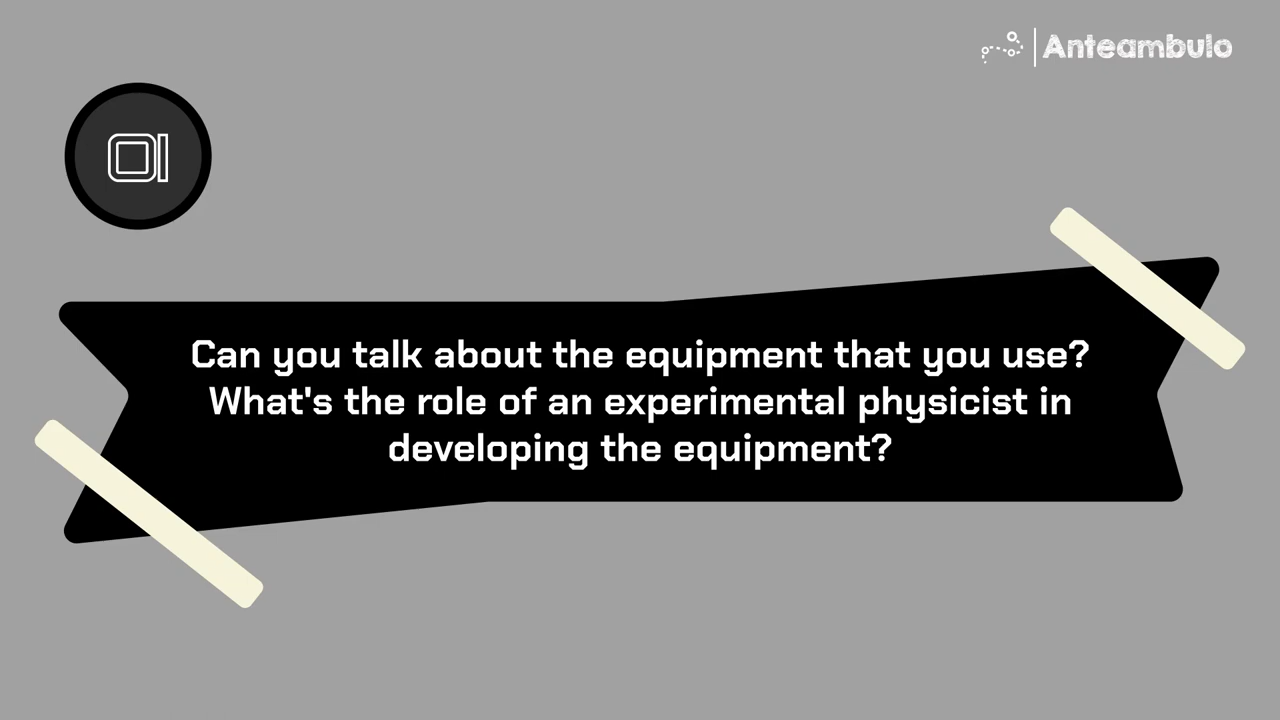 Anteambulo
Can you talk about the equipment that you use?
What's the role of an experimental physicist in
developing the equipment?